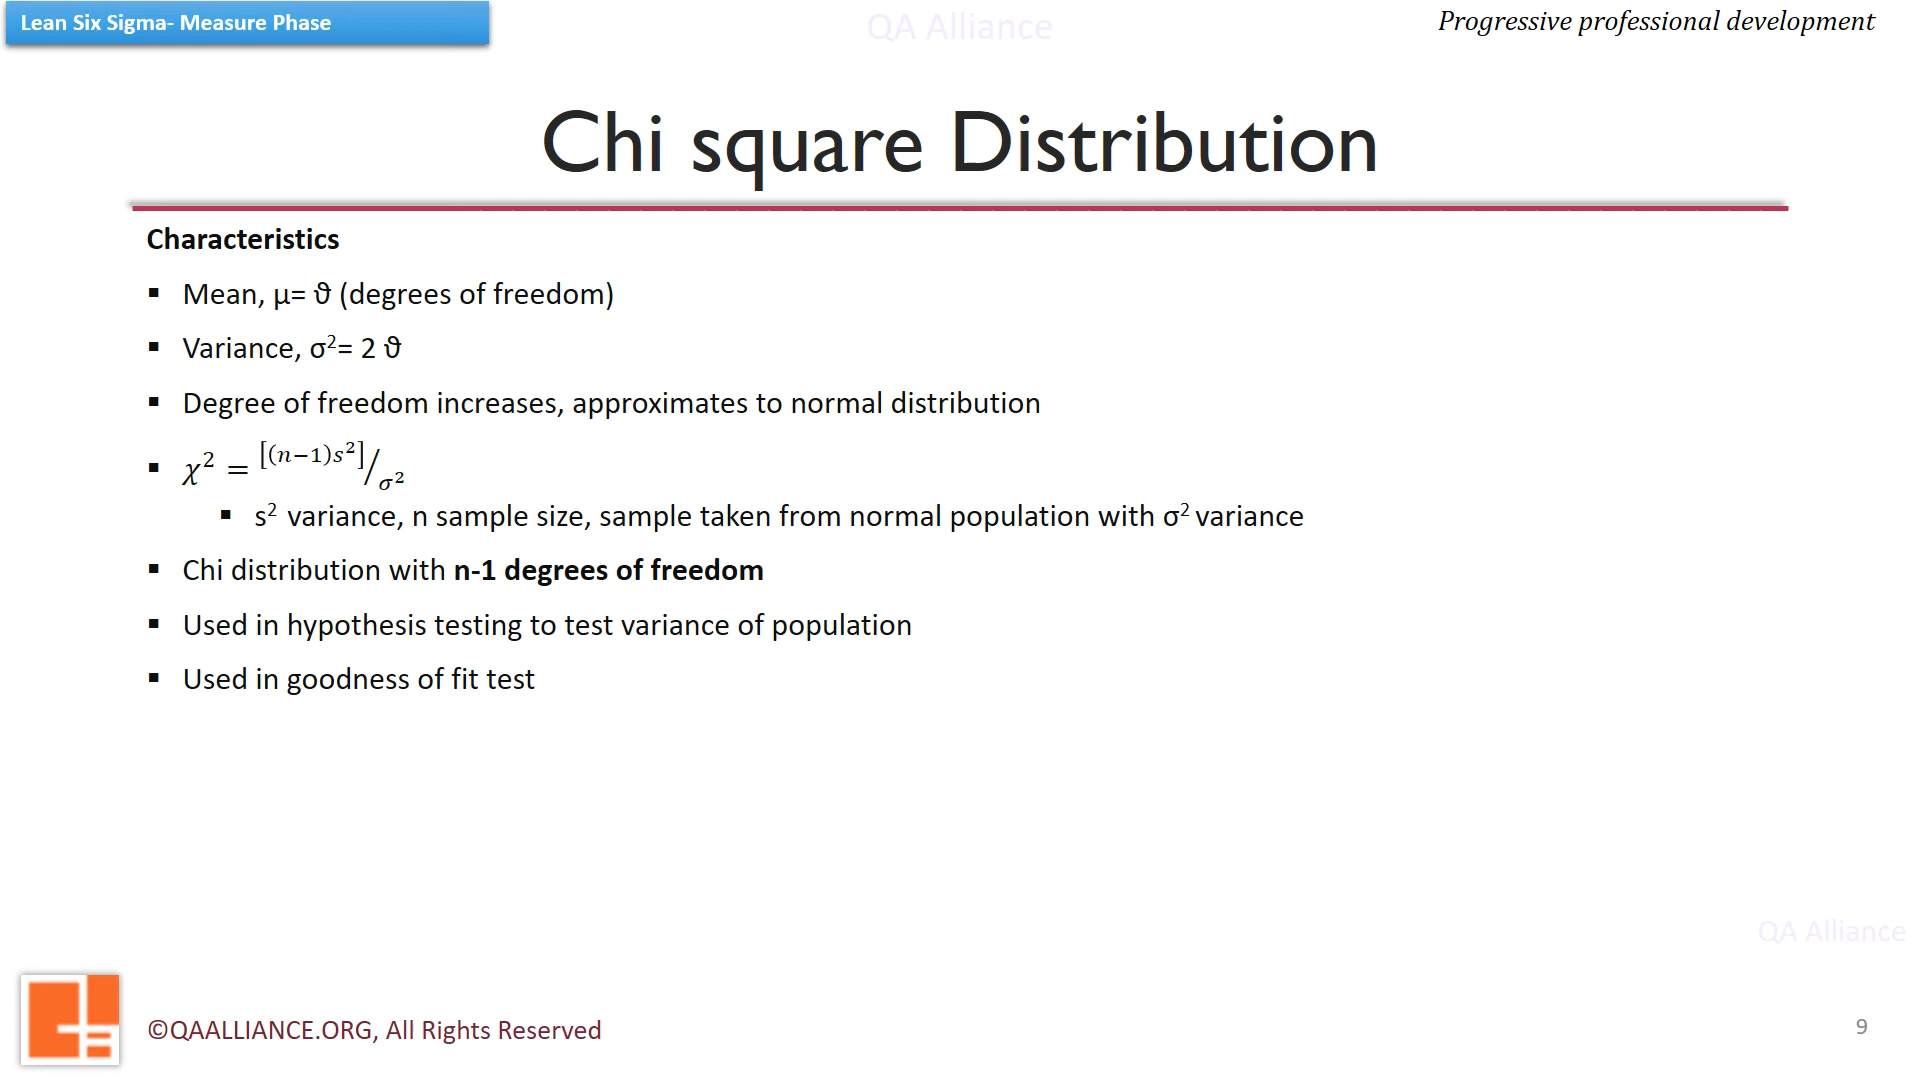 Lean Six Sigma- Measure Phase
QA Alliance
Progressive professional development
Chi square Distribution
Characteristics
▪ Mean, μ= ϑ (degrees of freedom)
▪ Variance, σ²= 2 ϑ
▪ Degree of freedom increases, approximates to normal distribution
▪ χ² = [(n−1)s²]/σ²
▪ s² variance, n sample size, sample taken from normal population with σ² variance
▪ Chi distribution with n-1 degrees of freedom
▪ Used in hypothesis testing to test variance of population
▪ Used in goodness of fit test
QA Alliance
©QAALLIANCE.ORG, All Rights Reserved
9